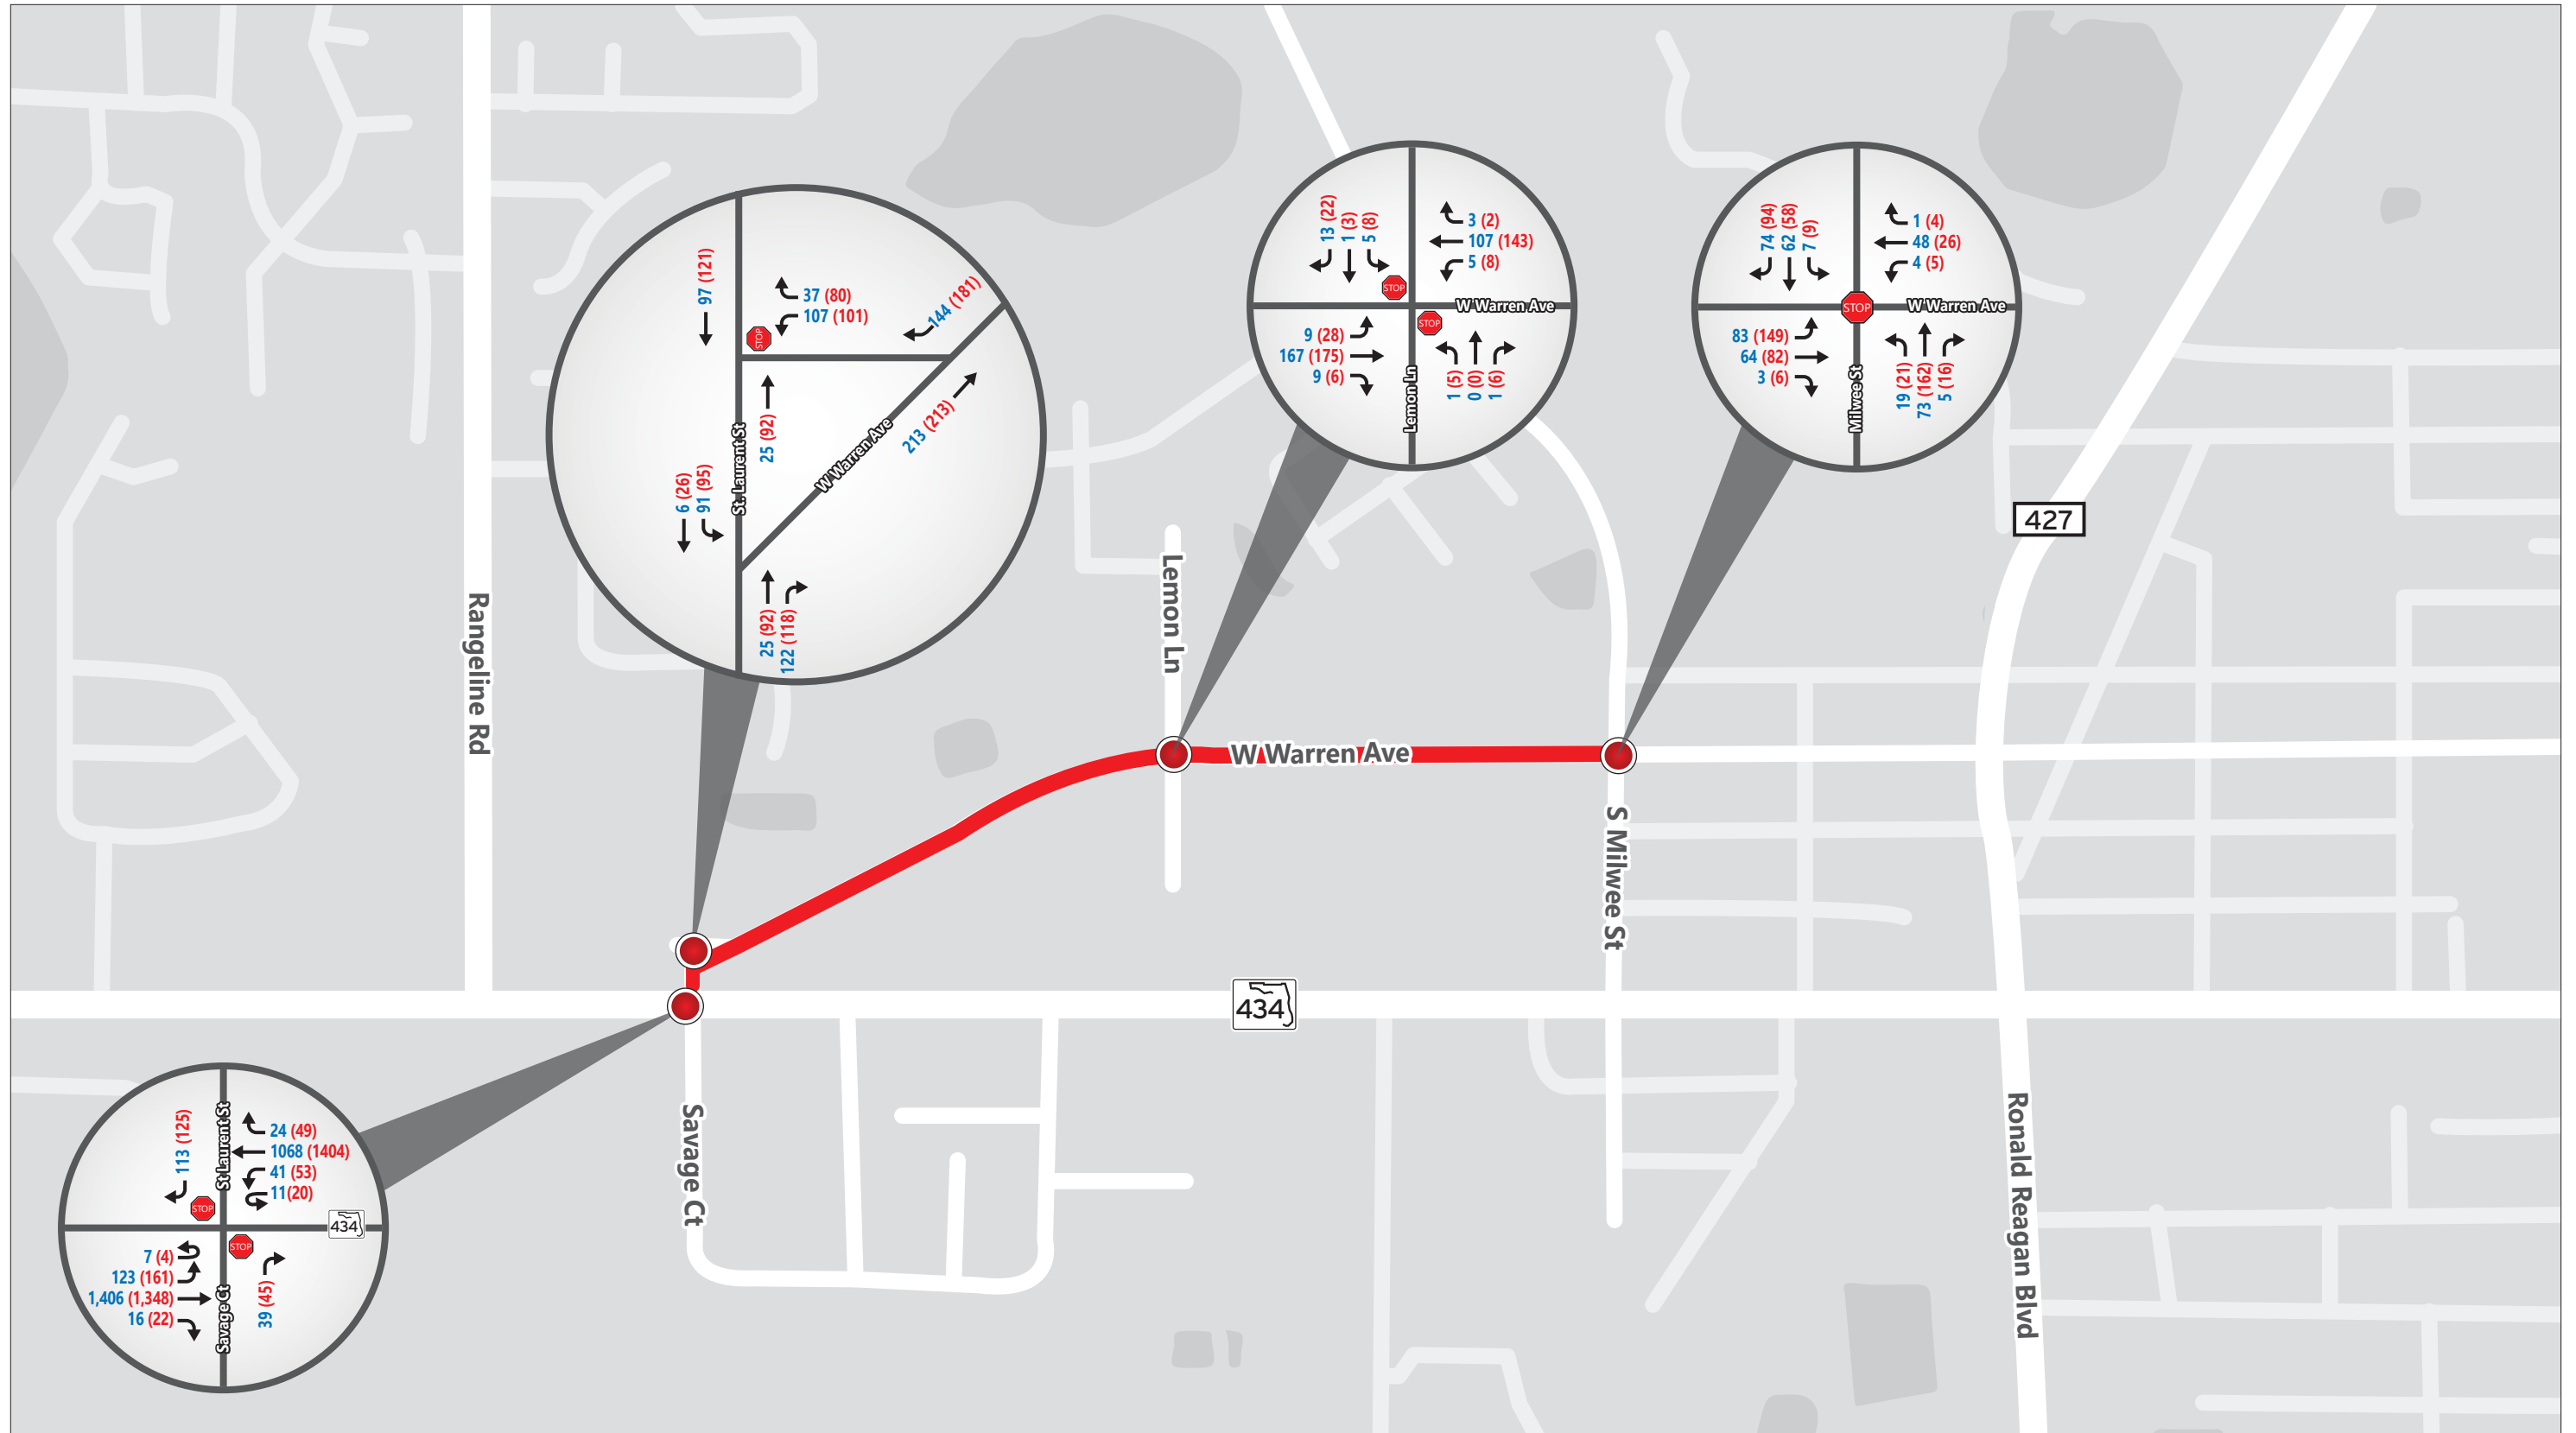 97 (121)
37 (80)
107 (101)
STOP
144 (181)
25 (92)
213 (213)
W Warren Ave
St. Laurent St
6 (26)
91 (95)
25 (92)
122 (118)
13 (22)
1 (3)
5 (8)
3 (2)
107 (143)
5 (8)
STOP
W Warren Ave
STOP
9 (28)
167 (175)
9 (6)
Lemon Ln
1 (5)
0 (0)
1 (6)
74 (94)
62 (58)
7 (9)
1 (4)
48 (26)
4 (5)
STOP
W Warren Ave
83 (149)
64 (82)
3 (6)
Milwee St
19 (21)
73 (162)
5 (16)
427
Rangeline Rd
Lemon Ln
W Warren Ave
S Milwee St
434
Savage Ct
Ronald Reagan Blvd
113 (125)
St Laurent St
24 (49)
1068 (1404)
41 (53)
11(20)
STOP
434
STOP
7 (4)
123 (161)
1,406 (1,348)
16 (22)
Savage Ct
39 (45)